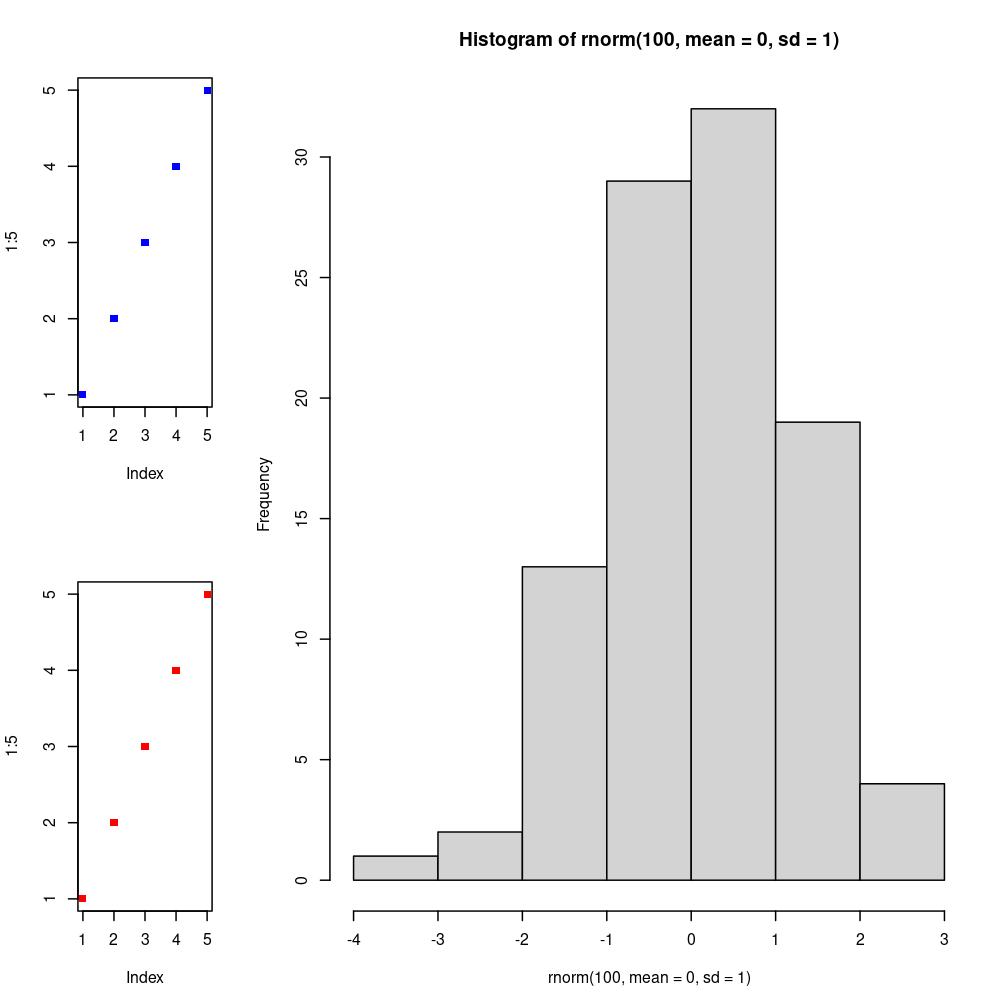 Histogram of rnorm(100, mean = 0, sd = 1)
5
4
3
2
1
1:5
1 2 3 4 5
Index
5
4
3
2
1
1:5
1 2 3 4 5
Index
30
25
20
15
10
5
0
Frequency
-4 -3 -2 -1 0 1 2 3
rnorm(100, mean = 0, sd = 1)